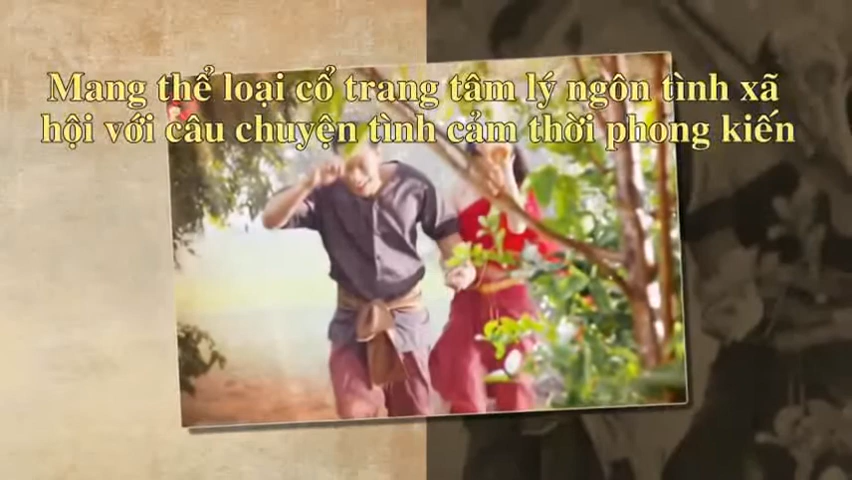 Mang thể loại cổ trang tâm lý ngôn tình xã
hội với câu chuyện tình cảm thời phong kiến